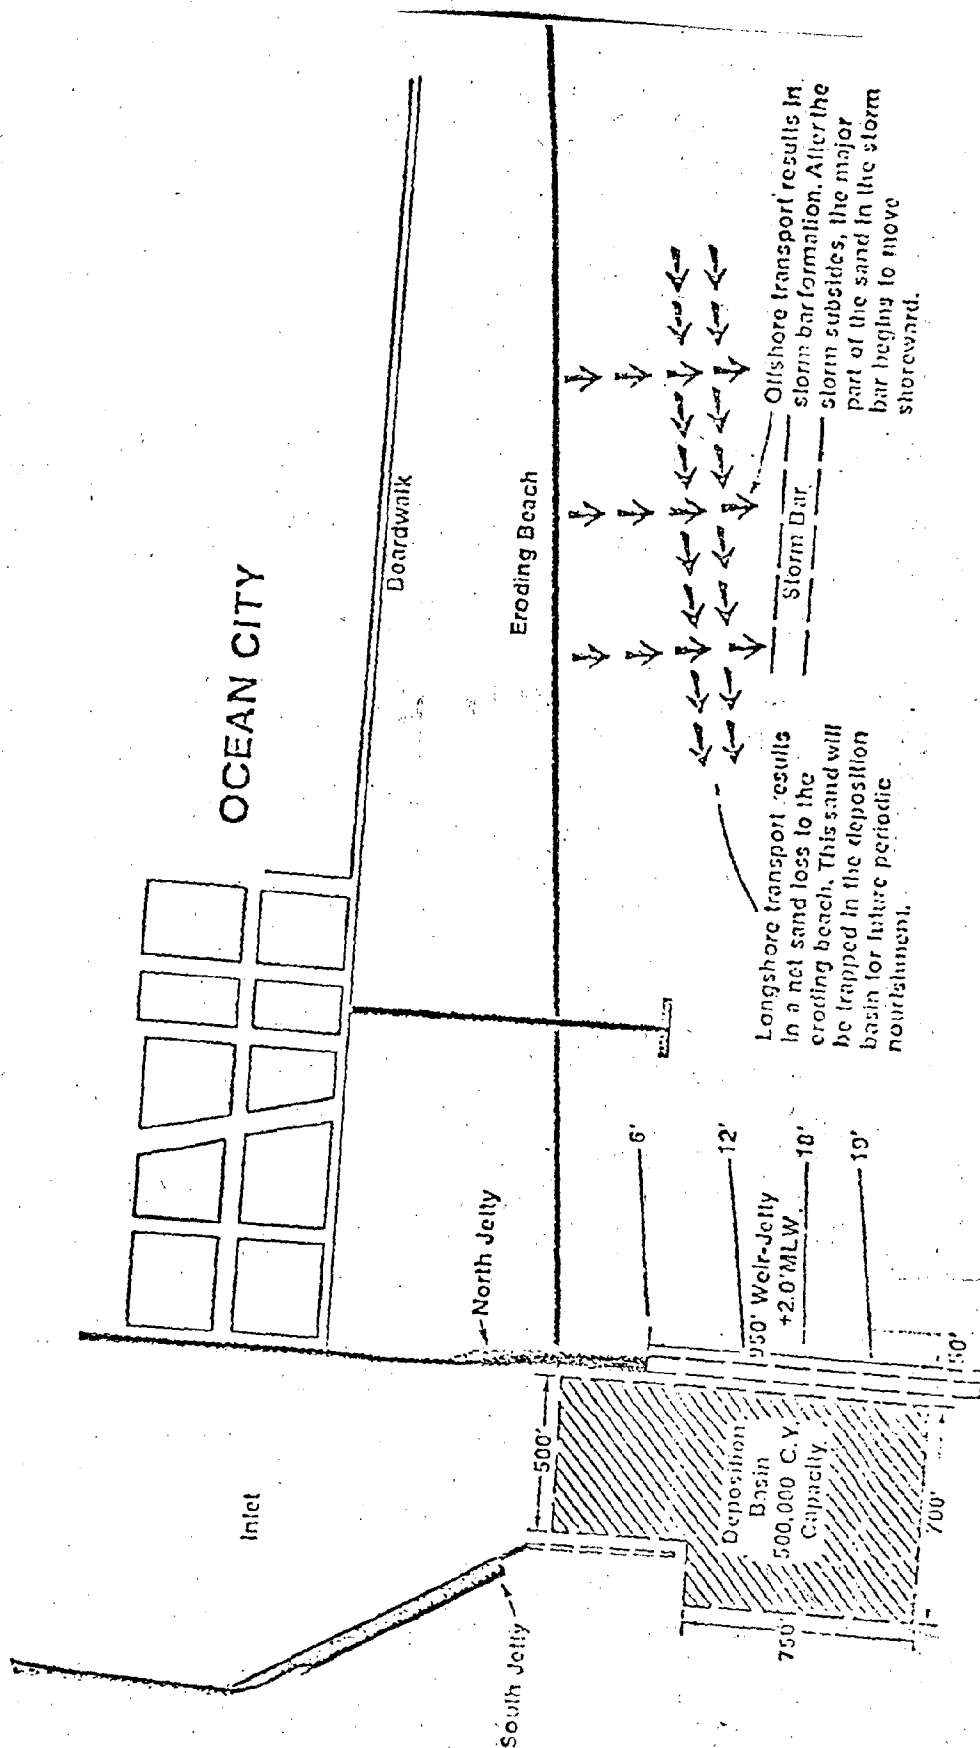 OCEAN CITY
Boardwalk
Eroding Beach
Offshore transport results in
storm bar formation. After the
storm subsides, the major
part of the sand in the storm
bar begins to move
shoreward.
Storm Bar
Longshore transport results
in a net sand loss to the
eroding beach. This sand will
be trapped in the deposition
basin for future periodic
nourishment.
North Jetty
6'
12'
18'
19'
950' Weir-Jetty
+2.0' MLW.
150'
Inlet
500'
Deposition
Basin
500,000 C.Y.
Capacity
700'
750'
South Jetty